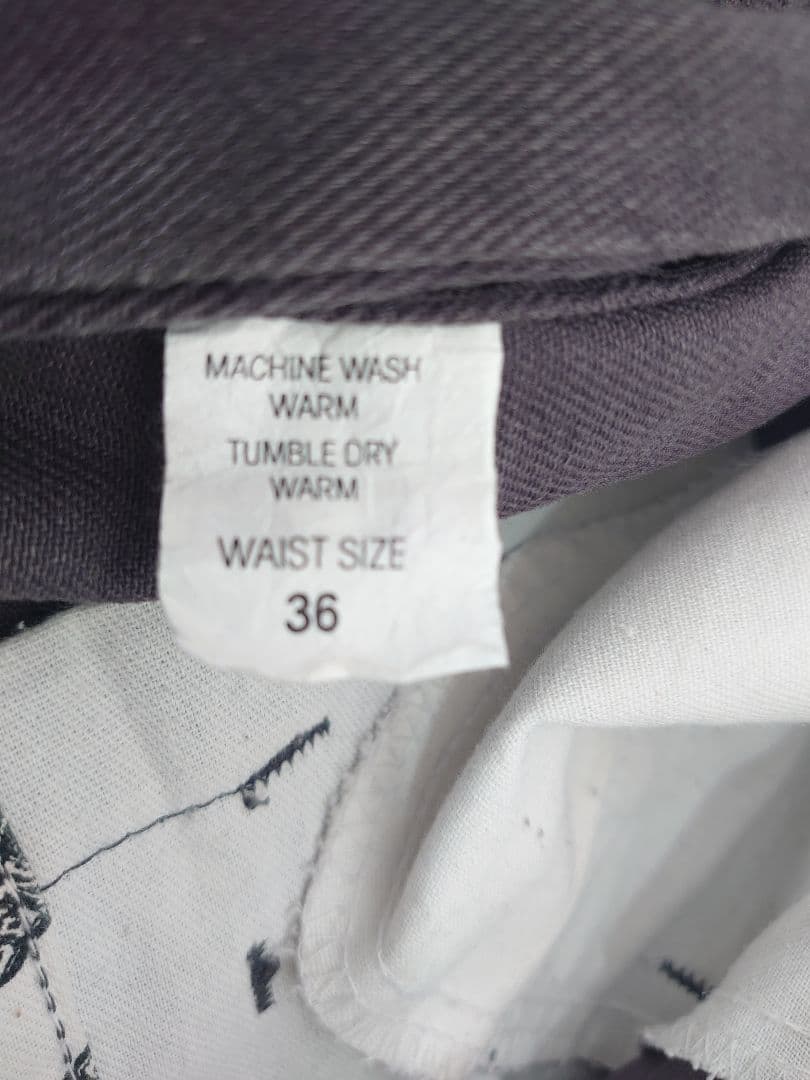 MACHINE WASH
WARM
TUMBLE DRY
WARM
WAIST SIZE
36